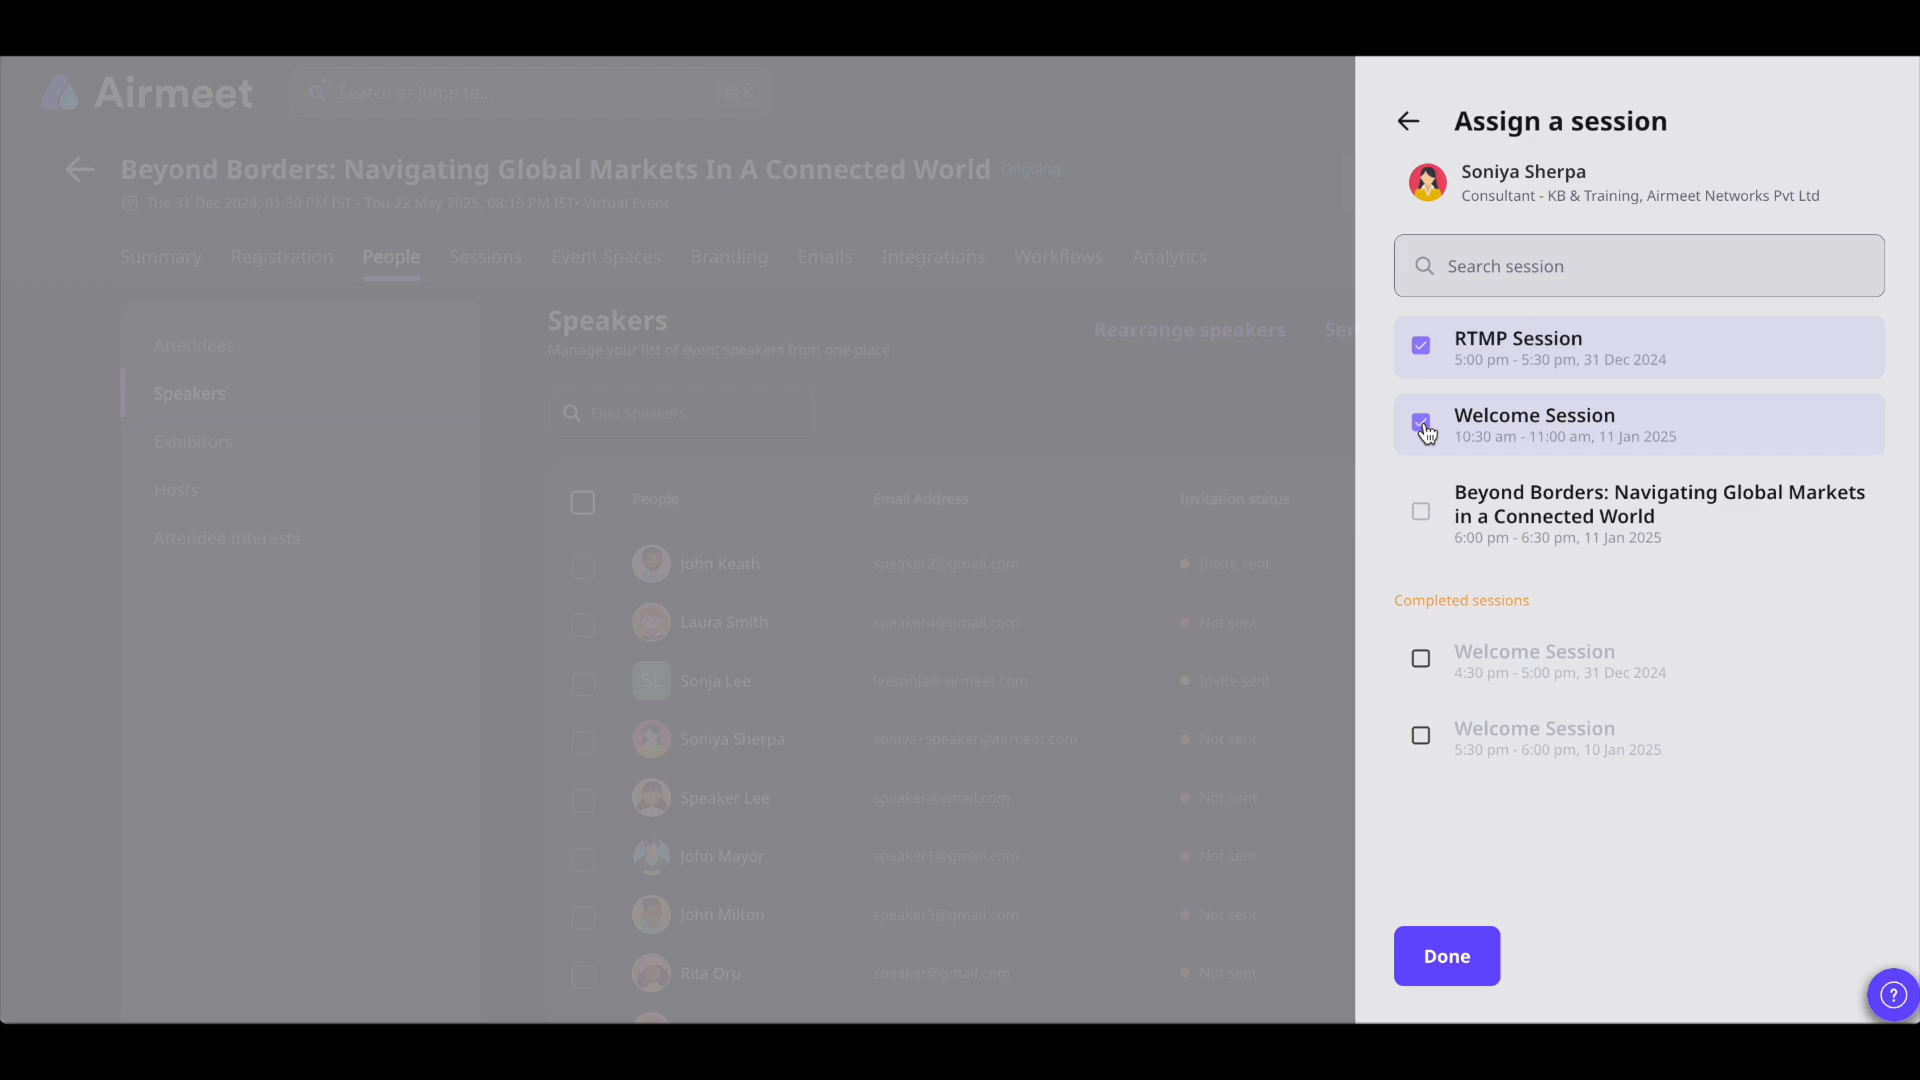 Airmeet
Search or jump to...
⌘ K
Beyond Borders: Navigating Global Markets In A Connected World
Ongoing
Tue 31 Dec 2024, 01:30 PM IST - Thu 22 May 2025, 08:15 PM IST• Virtual Event
Summary
Registration
People
Sessions
Event Spaces
Branding
Emails
Integrations
Workflows
Analytics
Attendees
Speakers
Exhibitors
Hosts
Attendee Interests
Speakers
Manage your list of event speakers from one place
Rearrange speakers
Find Speakers
People
Email Address
Invitation status
John Keath
speaker2@gmail.com
Invite sent
Laura Smith
speaker4@gmail.com
Not sent
SL
Sonja Lee
leesonja@airmeet.com
Invite sent
Soniya Sherpa
soniya+speaker@airmeet.com
Not sent
Speaker Lee
speaker@email.com
Not sent
John Mayor
speaker1@gmail.com
Not sent
John Milton
speaker3@gmail.com
Not sent
Rita Oru
speaker@gmail.com
Not sent
Assign a session
Soniya Sherpa
Consultant - KB & Training, Airmeet Networks Pvt Ltd
Search session
RTMP Session
5:00 pm - 5:30 pm, 31 Dec 2024
Welcome Session
10:30 am - 11:00 am, 11 Jan 2025
Beyond Borders: Navigating Global Markets
in a Connected World
6:00 pm - 6:30 pm, 11 Jan 2025
Completed sessions
Welcome Session
4:30 pm - 5:00 pm, 31 Dec 2024
Welcome Session
5:30 pm - 6:00 pm, 10 Jan 2025
Done
?